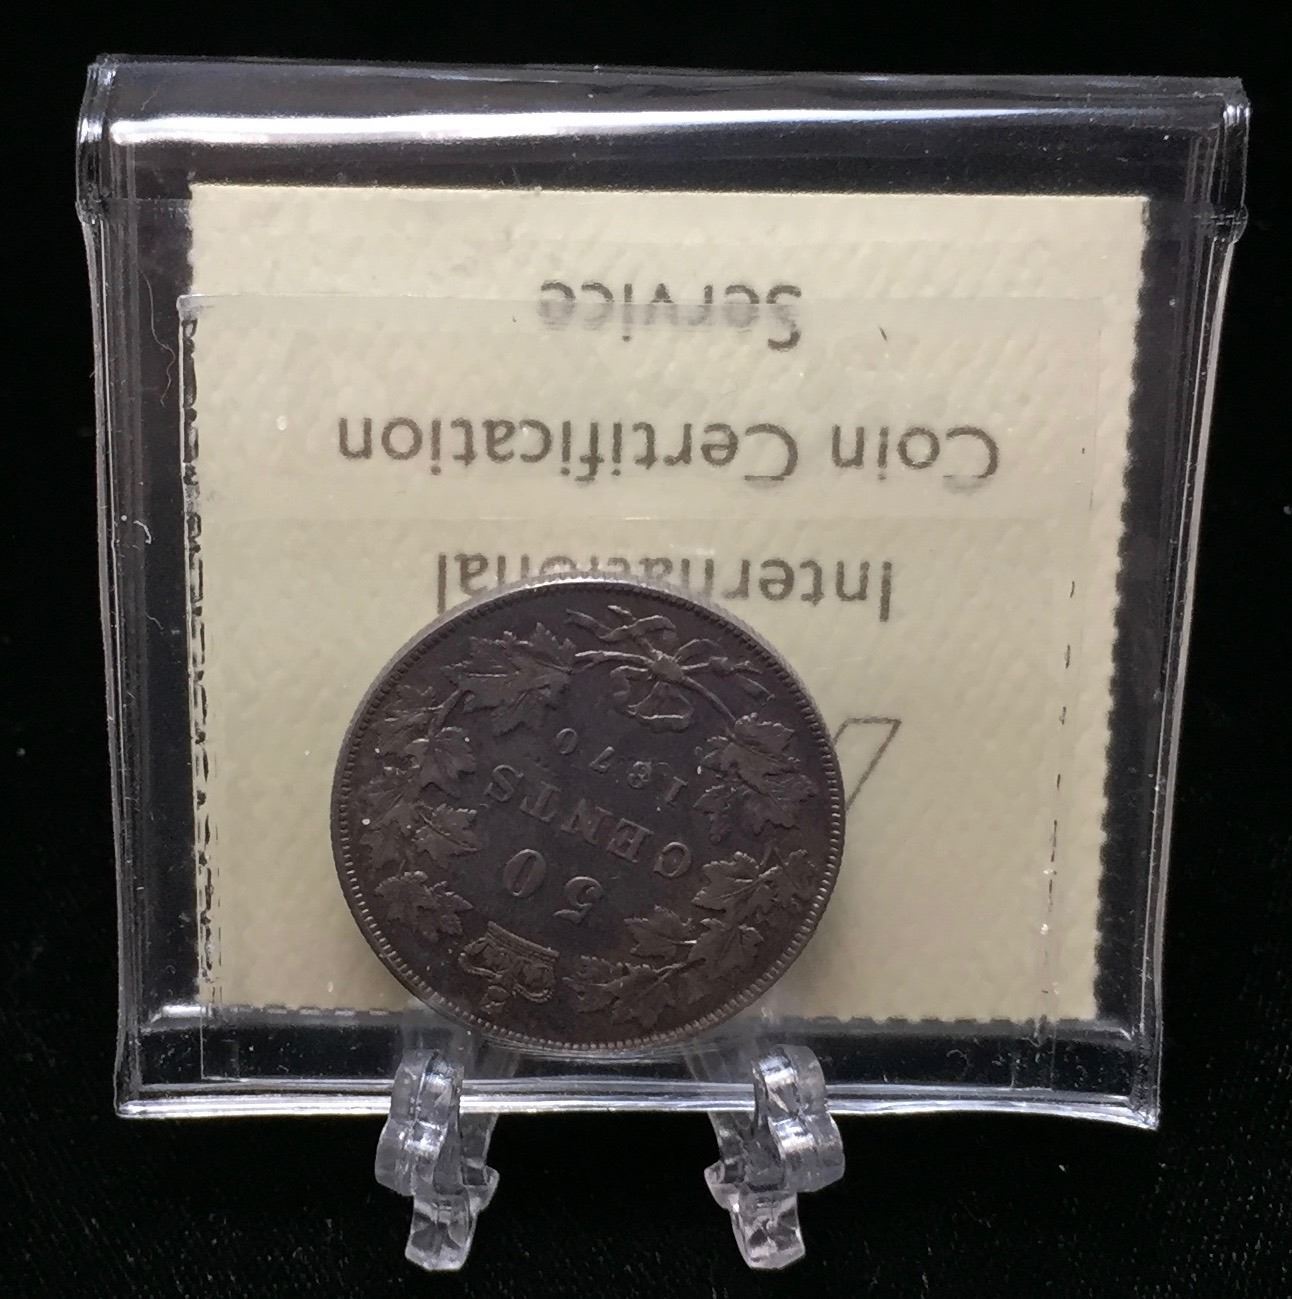 International
Coin Certification
Service
50
CENTS
1870